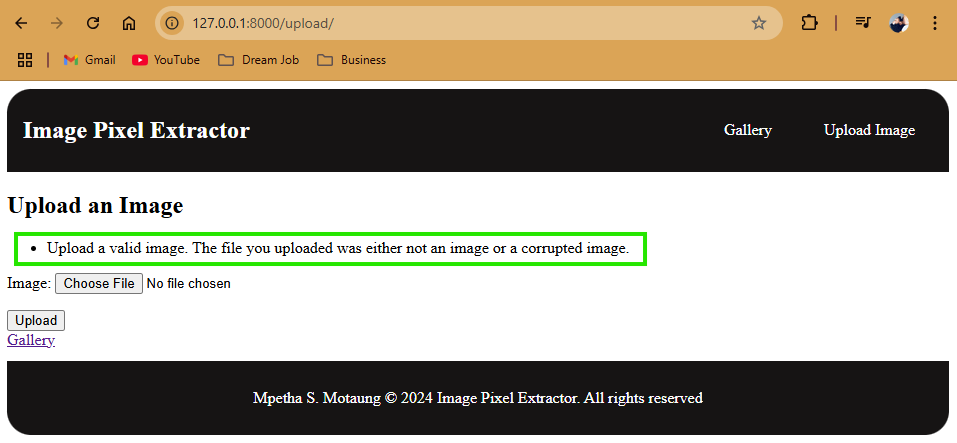 127.0.0.1:8000/upload/
Gmail YouTube Dream Job Business
Image Pixel Extractor Gallery Upload Image
Upload an Image
• Upload a valid image. The file you uploaded was either not an image or a corrupted image.
Image: Choose File No file chosen
Upload
Gallery
Mpetha S. Motaung © 2024 Image Pixel Extractor. All rights reserved